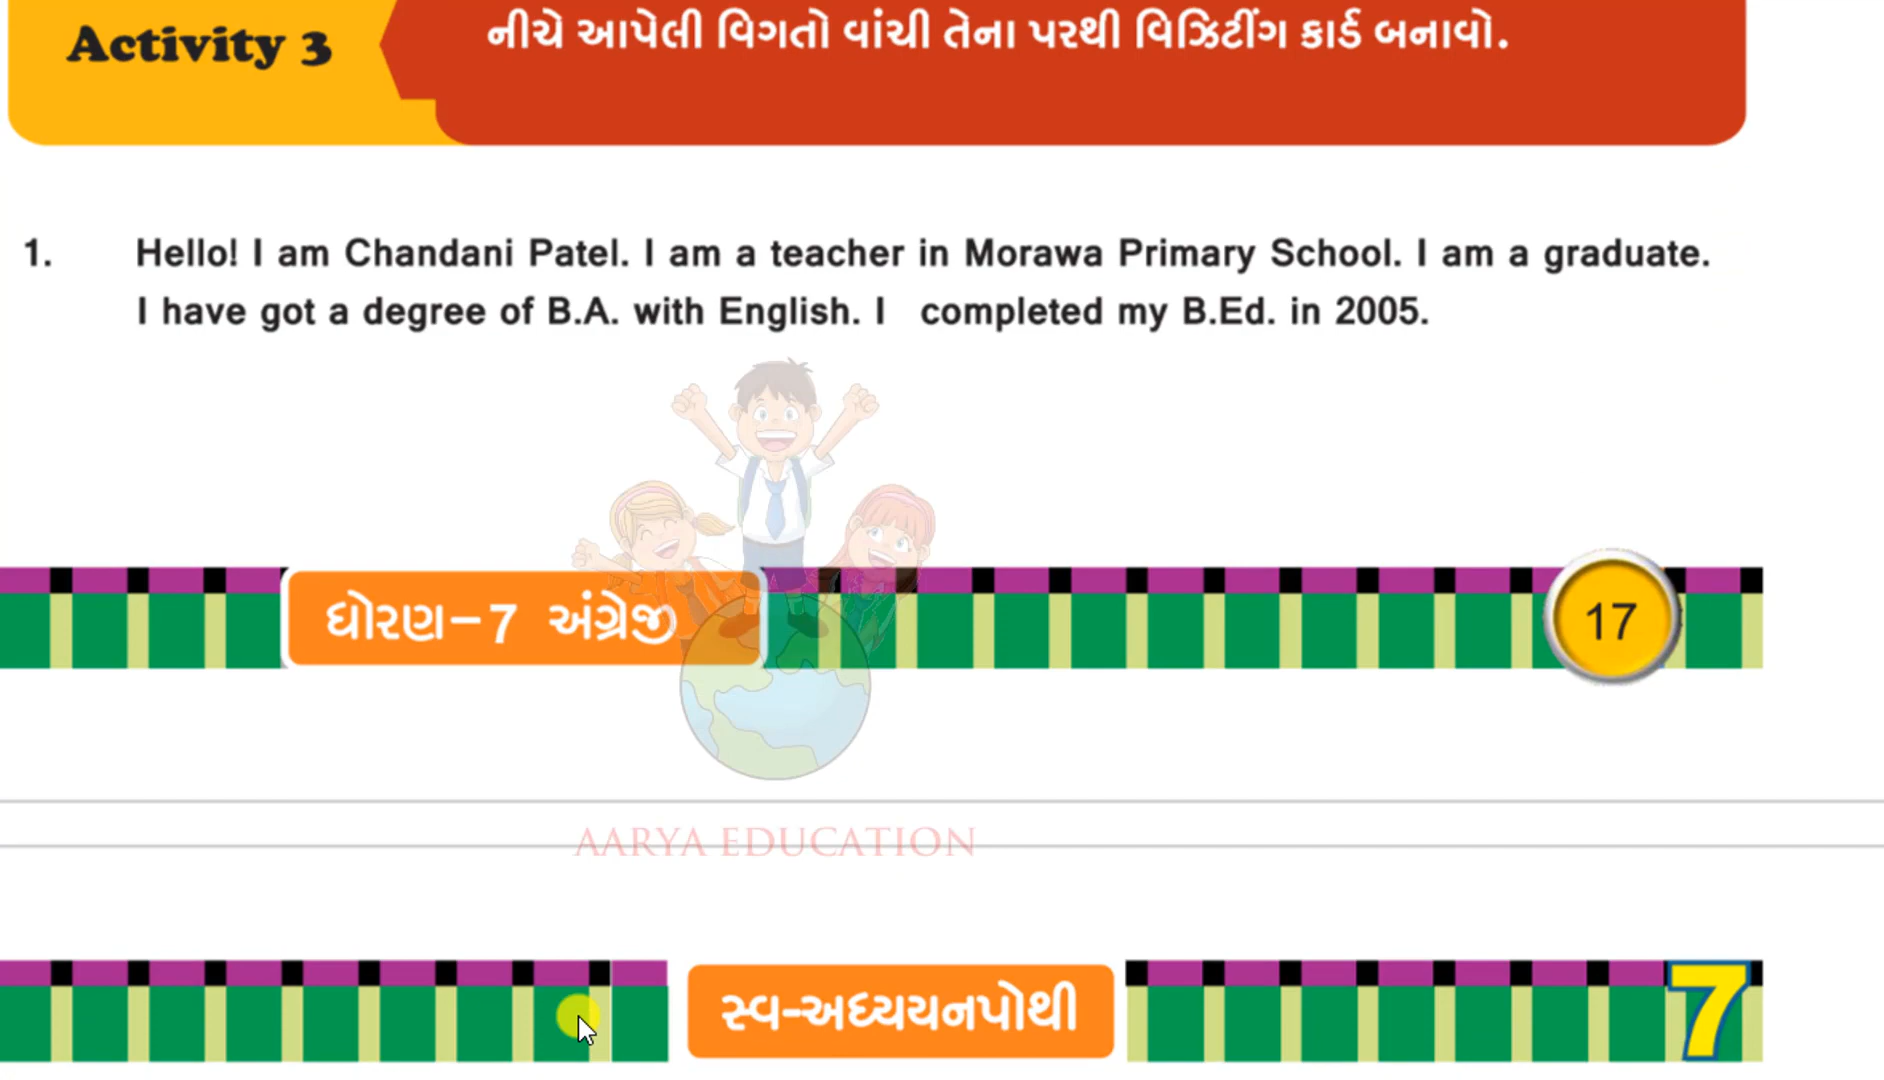 Activity 3
નીચે આપેલી વિગતો વાંચી તેના પરથી વિઝિટીંગ કાર્ડ બનાવો.
1. Hello! I am Chandani Patel. I am a teacher in Morawa Primary School. I am a graduate.
I have got a degree of B.A. with English. I completed my B.Ed. in 2005.
ધોરણ-7 અંગ્રેજી
17
AARYA EDUCATION
સ્વ-અધ્યયનપોથી
7